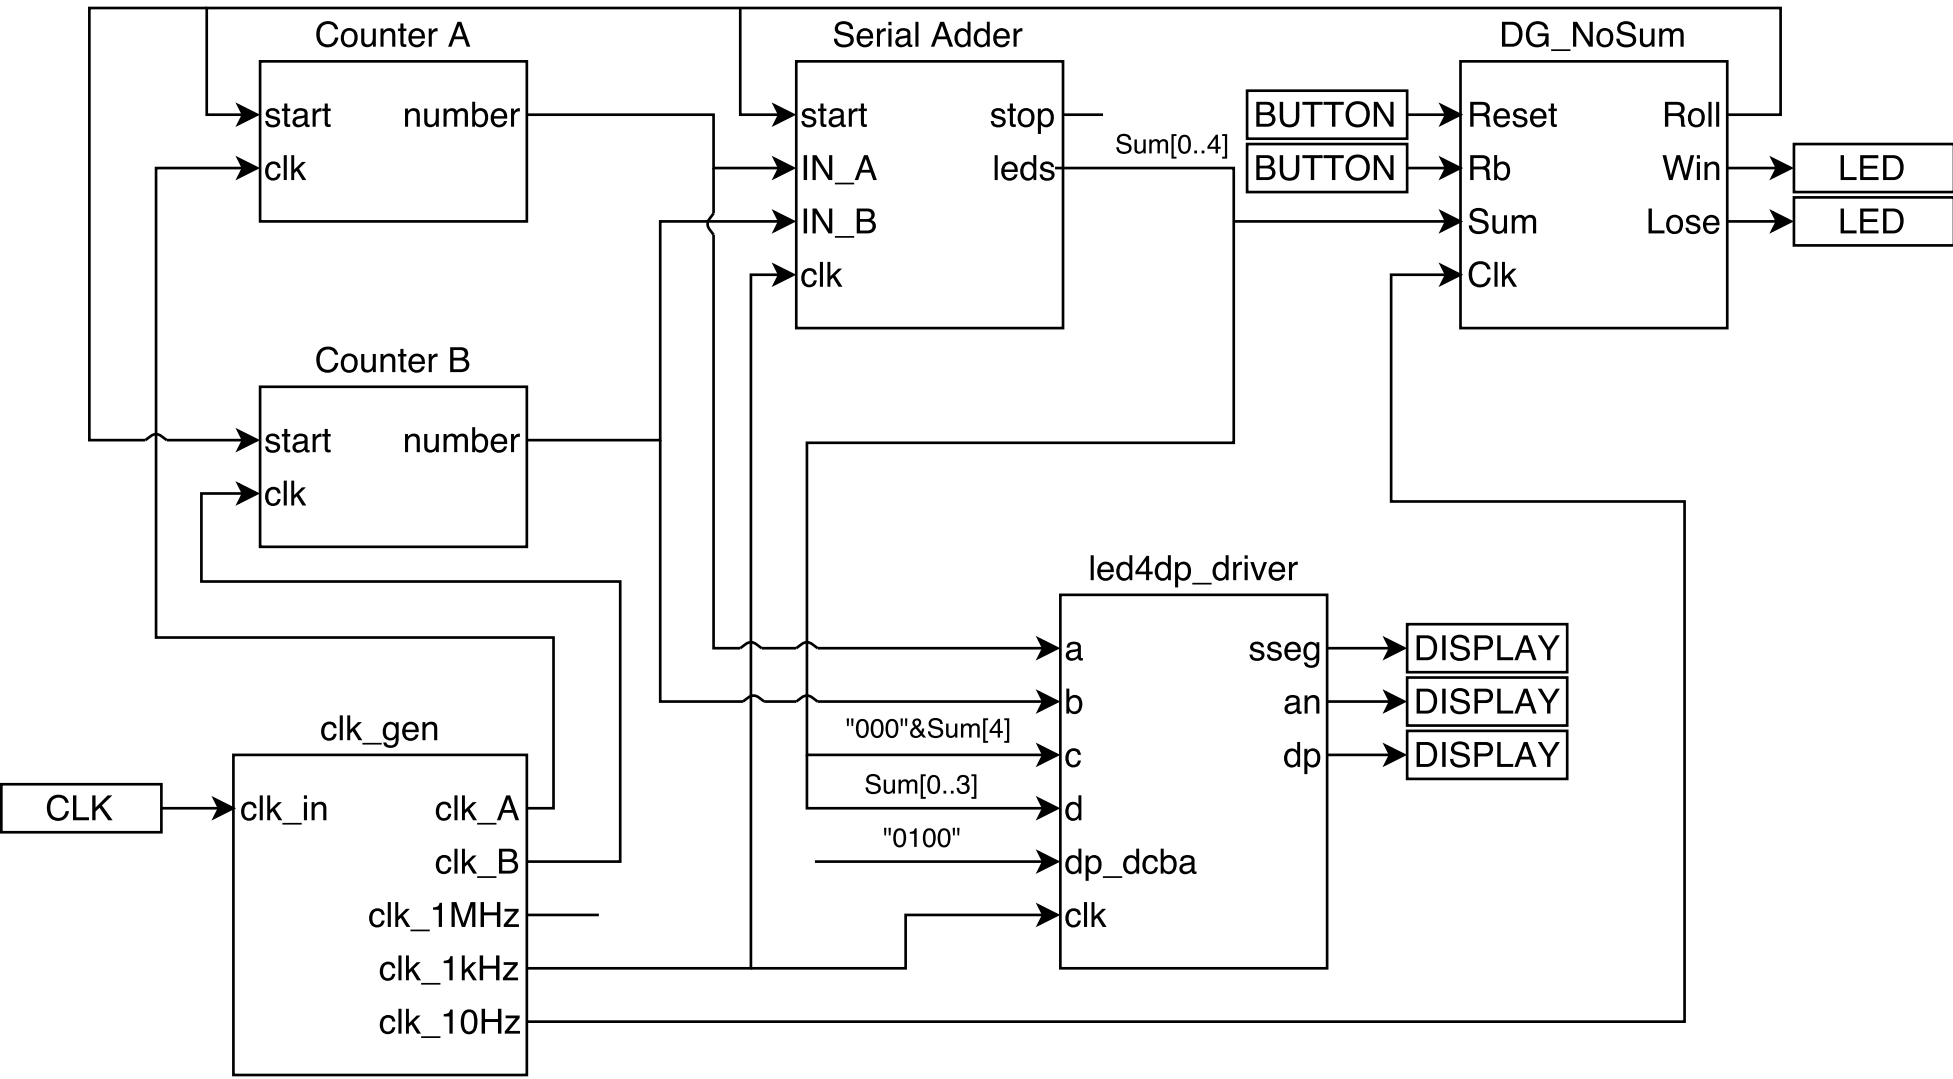 Counter A
start
number
clk
Serial Adder
start
stop
IN_A
leds
IN_B
clk
Sum[0..4]
DG_NoSum
BUTTON
Reset
Roll
BUTTON
Rb
Win
LED
Sum
Lose
LED
Clk
Counter B
start
number
clk
led4dp_driver
a
sseg
DISPLAY
b
an
DISPLAY
"000"&Sum[4]
c
dp
DISPLAY
Sum[0..3]
d
"0100"
dp_dcba
clk
clk_gen
CLK
clk_in
clk_A
clk_B
clk_1MHz
clk_1kHz
clk_10Hz